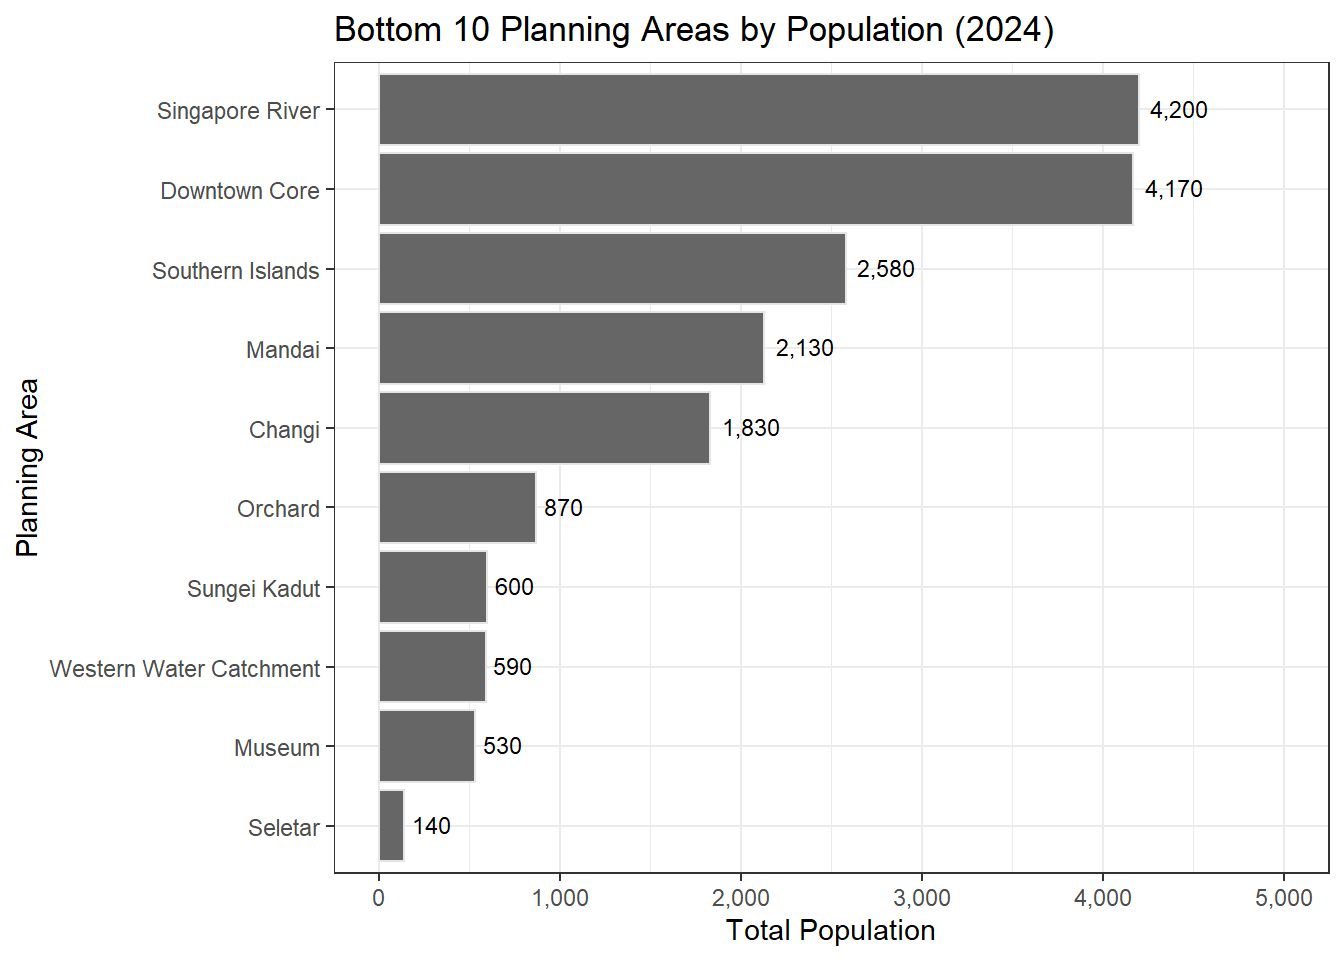 Bottom 10 Planning Areas by Population (2024)
Planning Area
Singapore River 4,200
Downtown Core 4,170
Southern Islands 2,580
Mandai 2,130
Changi 1,830
Orchard 870
Sungei Kadut 600
Western Water Catchment 590
Museum 530
Seletar 140
0 1,000 2,000 3,000 4,000 5,000
Total Population